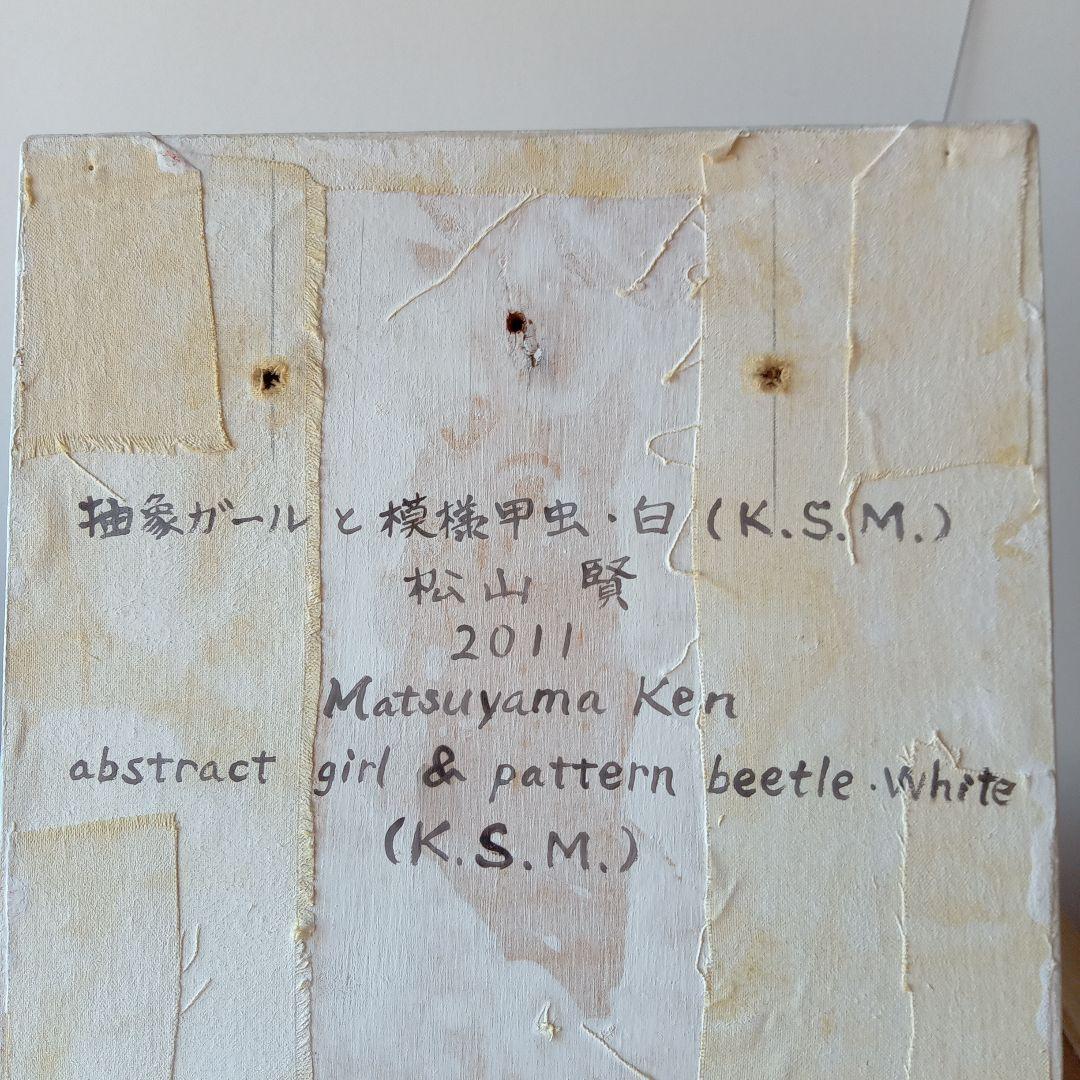 抽象ガールと模様甲虫・白(K.S.M.)
松山 賢
2011
Matsuyama Ken
abstract girl & pattern beetle・White
(K.S.M.)